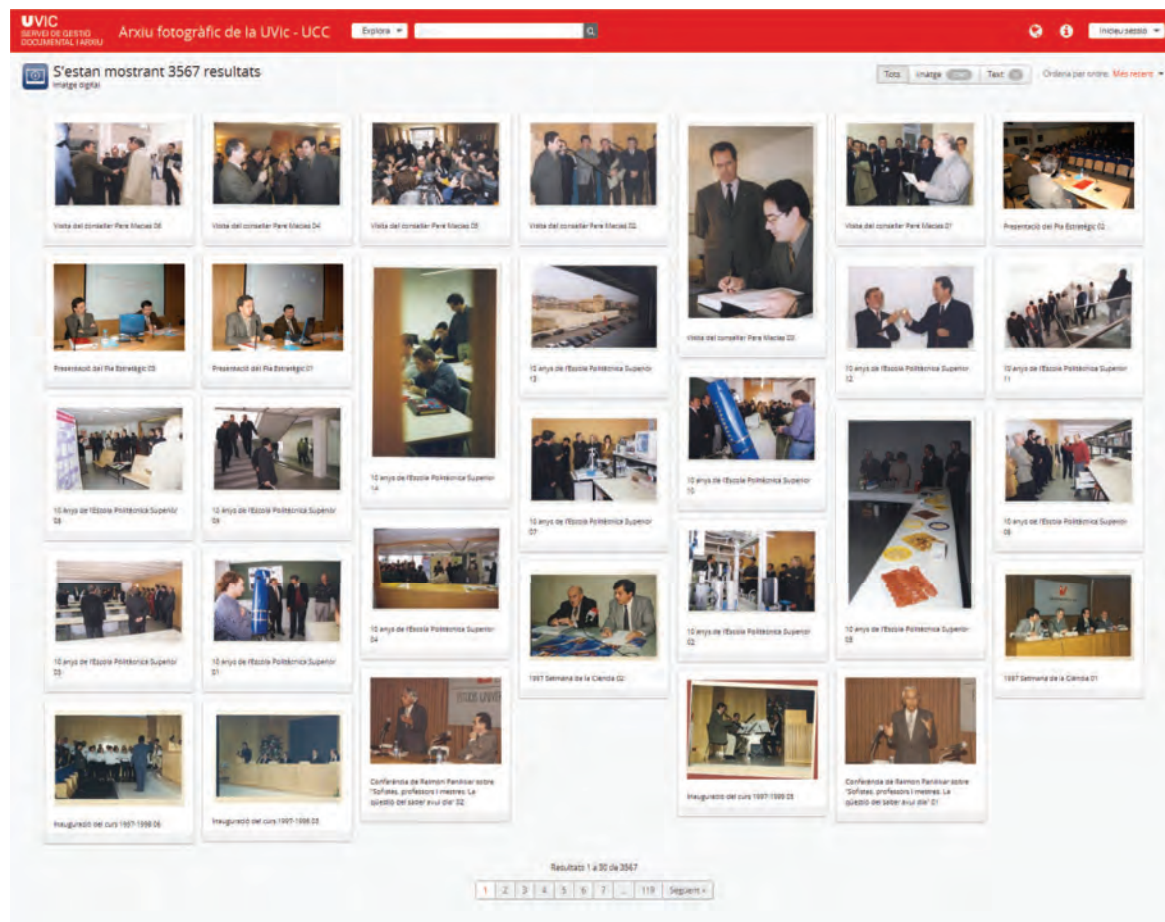 UVIC
SERVEI DE GESTIÓ
DOCUMENTAL I ARXIU
Arxiu fotogràfic de la UVic - UCC
Explora
Inicieu sessió
S'estan mostrant 3567 resultats
Imatge digital
Tots
Imatge
Text
Ordena per ordre: Més recent
Visita del conseller Pere Macias 06
Visita del conseller Pere Macias 04
Visita del conseller Pere Macias 05
Visita del conseller Pere Macias 02
Visita del conseller Pere Macias 01
Presentació del Pla Estratègic 02
Visita del conseller Pere Macias 03
Presentació del Pla Estratègic 03
Presentació del Pla Estratègic 01
10 anys de l'Escola Politècnica Superior
13
10 anys de l'Escola Politècnica Superior
12
10 anys de l'Escola Politècnica Superior
11
10 anys de l'Escola Politècnica Superior
14
10 anys de l'Escola Politècnica Superior
10
10 anys de l'Escola Politècnica Superior
08
10 anys de l'Escola Politècnica Superior
09
10 anys de l'Escola Politècnica Superior
07
10 anys de l'Escola Politècnica Superior
06
10 anys de l'Escola Politècnica Superior
04
10 anys de l'Escola Politècnica Superior
02
10 anys de l'Escola Politècnica Superior
05
10 anys de l'Escola Politècnica Superior
03
10 anys de l'Escola Politècnica Superior
01
1997 Setmana de la Ciència 02
1997 Setmana de la Ciència 01
ESTUDIS UNIVER
Conferència de Raimon Panikkar sobre
"Sofistes, professors i mestres. La
qüestió del saber avui dia" 02
Inauguració del curs 1997-1998 05
Conferència de Raimon Panikkar sobre
"Sofistes, professors i mestres. La
qüestió del saber avui dia" 01
Inauguració del curs 1997-1998 06
Inauguració del curs 1997-1998 03
Resultats 1 a 30 de 3567
1 2 3 4 5 6 7 ... 119 Següent »